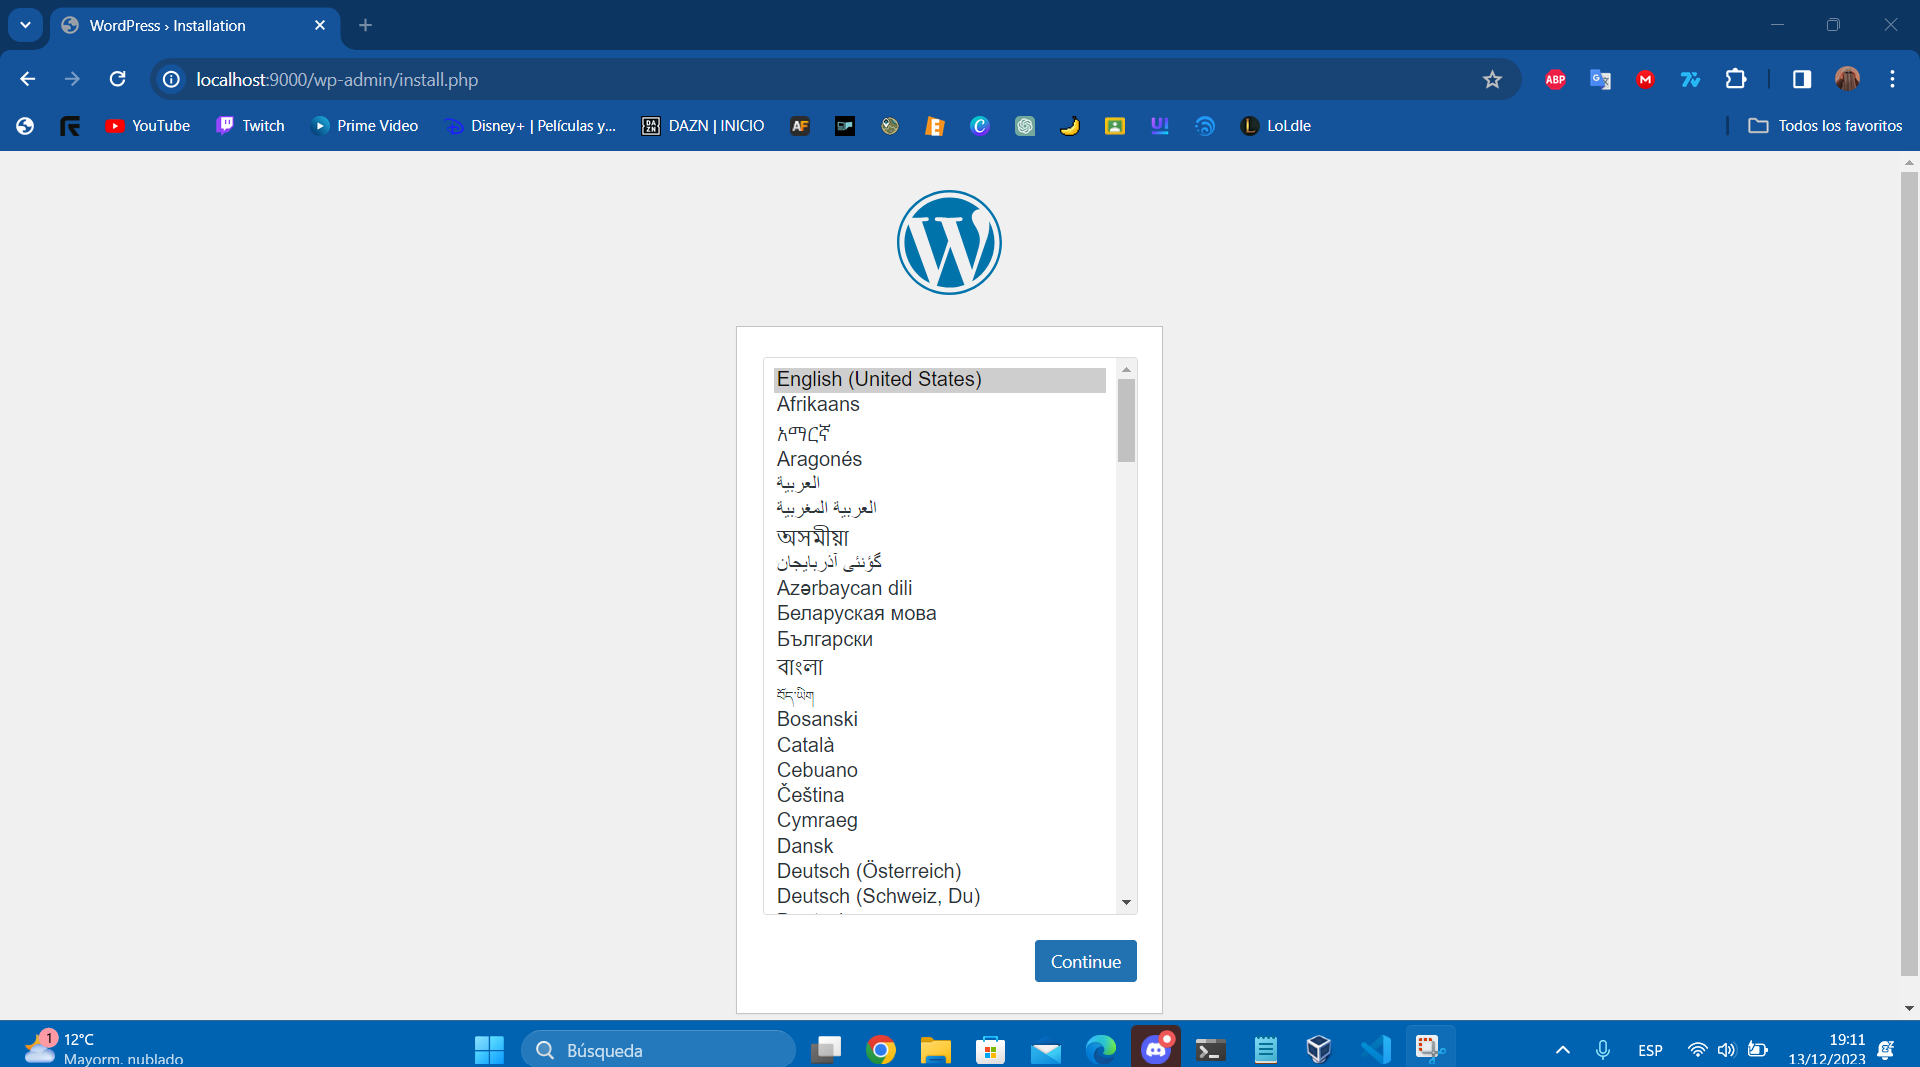 WordPress › Installation
localhost:9000/wp-admin/install.php
ABP
YouTube
Twitch
Prime Video
Disney+ | Películas y...
DAZN | INICIO
AF
LoLdle
Todos los favoritos
English (United States)
Afrikaans
አማርኛ
Aragonés
العربية
العربية المغربية
অসমীয়া
گؤنئی آذربایجان
Azərbaycan dili
Беларуская мова
Български
বাংলা
བོད་ཡིག
Bosanski
Català
Cebuano
Čeština
Cymraeg
Dansk
Deutsch (Österreich)
Deutsch (Schweiz, Du)
Continue
1
12°C
Mayorm. nublado
Búsqueda
ESP
19:11
13/12/2023